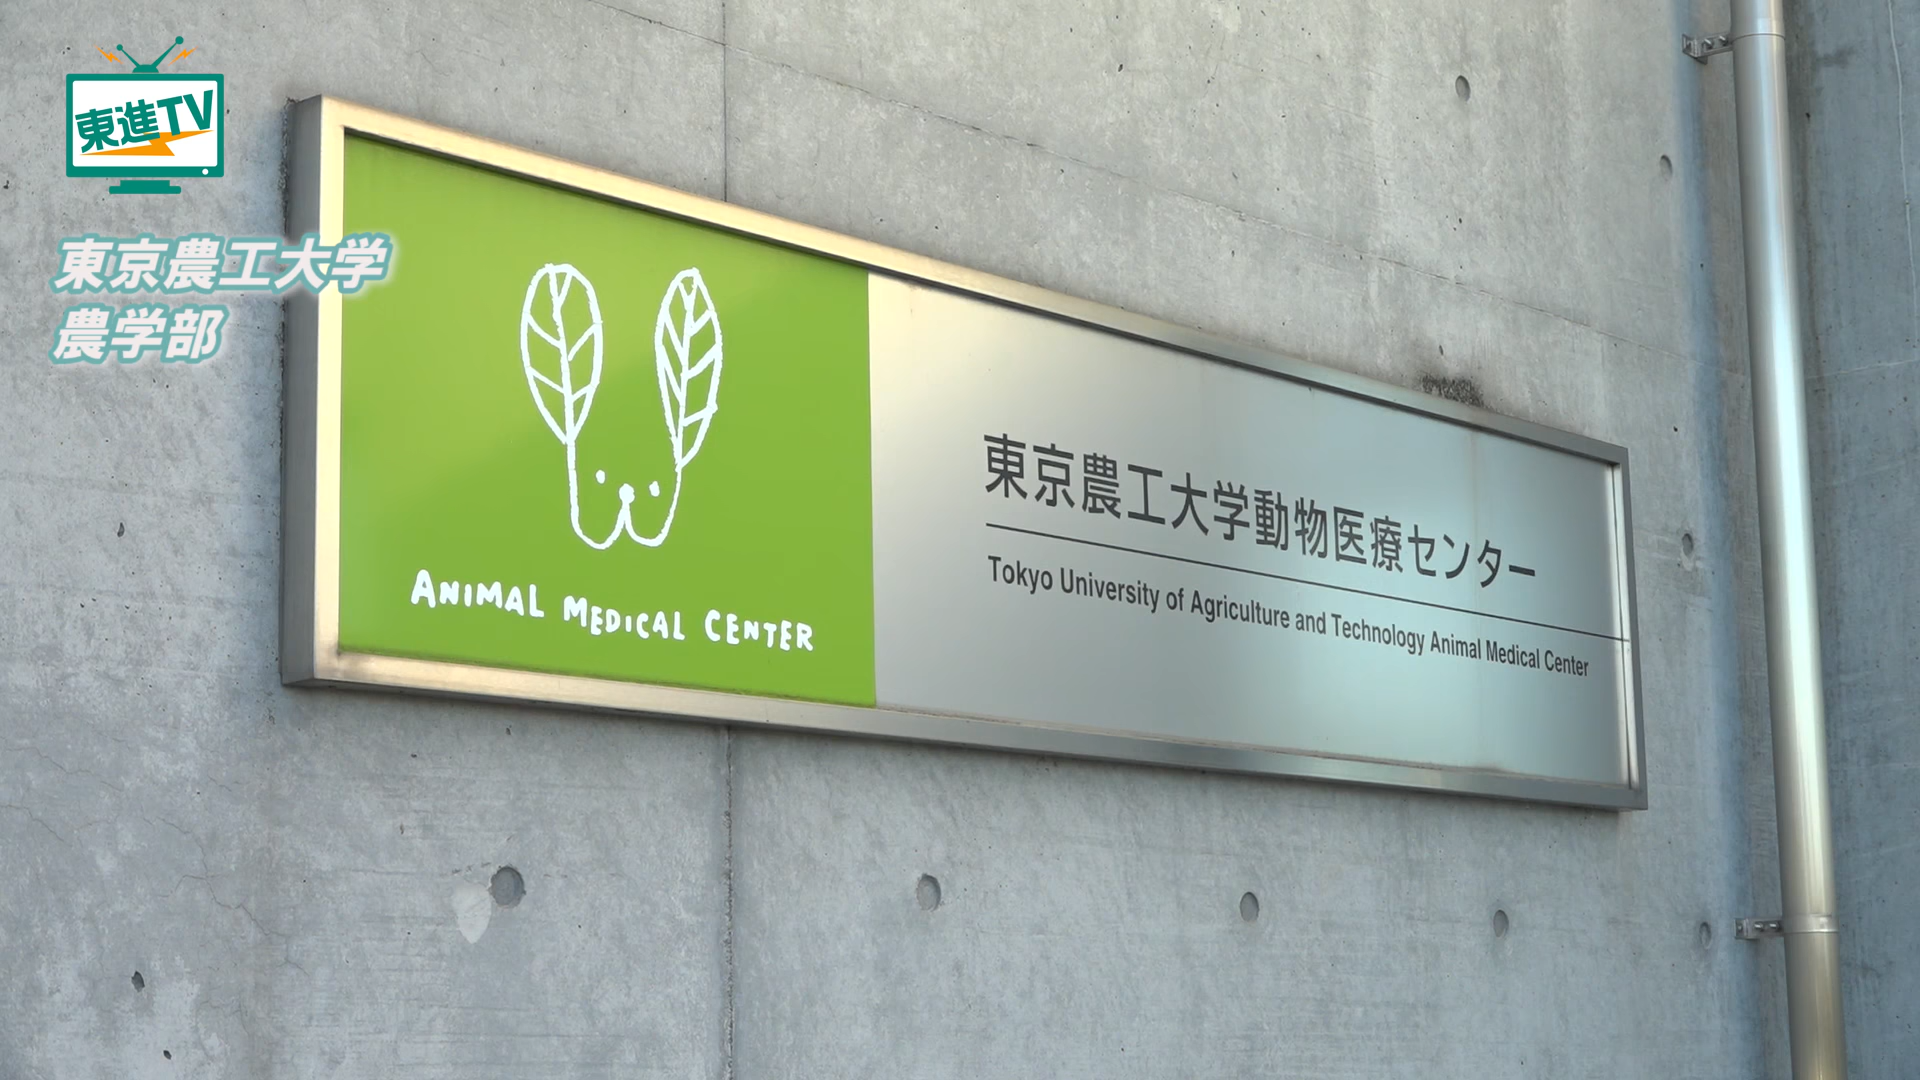 東進TV
東京農工大学
農学部
ANIMAL MEDICAL CENTER
東京農工大学動物医療センター
Tokyo University of Agriculture and Technology Animal Medical Center